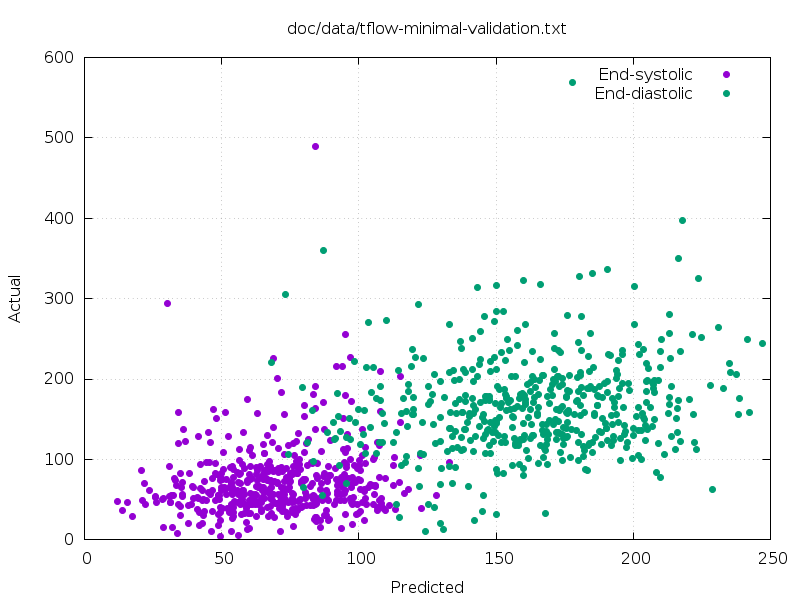 doc/data/tflow-minimal-validation.txt
600
500
400
300
200
100
0
Actual
End-systolic
End-diastolic
0 50 100 150 200 250
Predicted